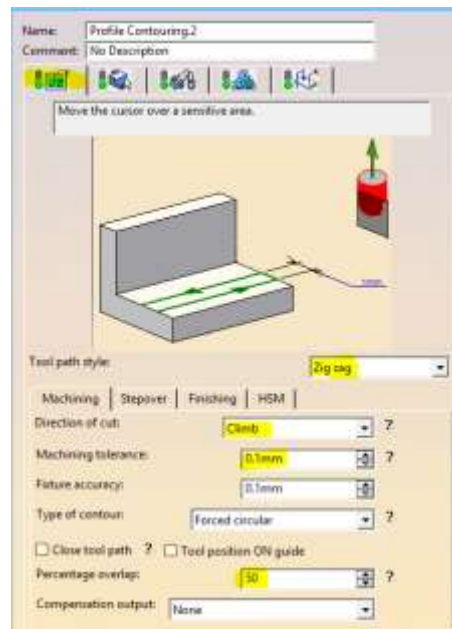 Name: Profile Contouring.2
Comment: No Description
Move the cursor over a sensitive area.
Tool path style: Zig zag
Machining Stepover Finishing HSM
Direction of cut: Climb ?
Machining tolerance: 0.1mm ?
Fixture accuracy: 0.1mm
Type of contour: Forced circular ?
Close tool path ? Tool position ON guide
Percentage overlap: 50 ?
Compensation output: None